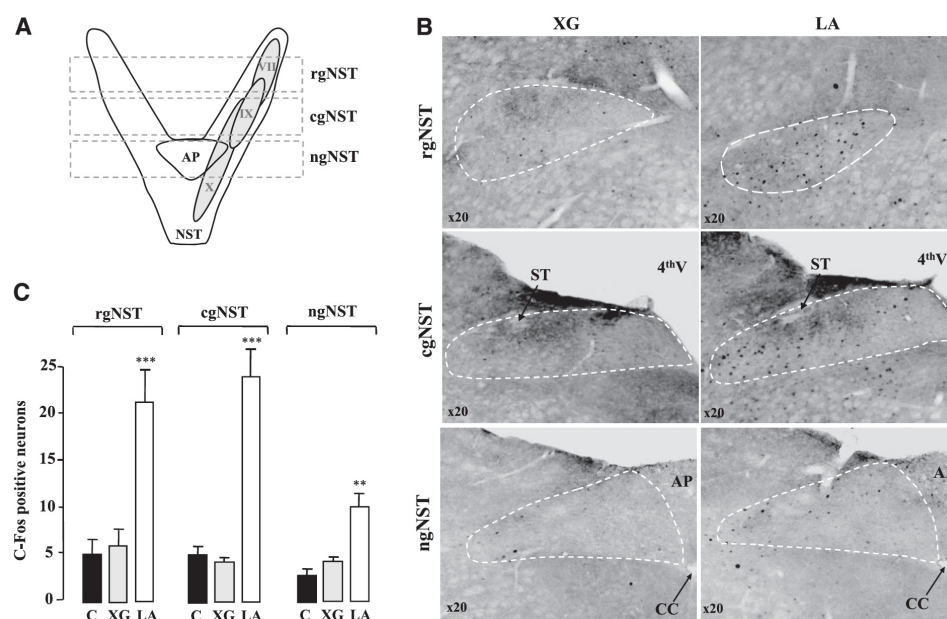 A
VII
rgNST
IX
cgNST
AP
ngNST
X
NST
B
XG
LA
rgNST
x20
x20
cgNST
ST
4thV
ST
4thV
x20
x20
ngNST
AP
A
CC
CC
x20
x20
C
rgNST
cgNST
ngNST
C-Fos positive neurons
25
20
15
10
5
0
***
***
**
C XG LA
C XG LA
C XG LA